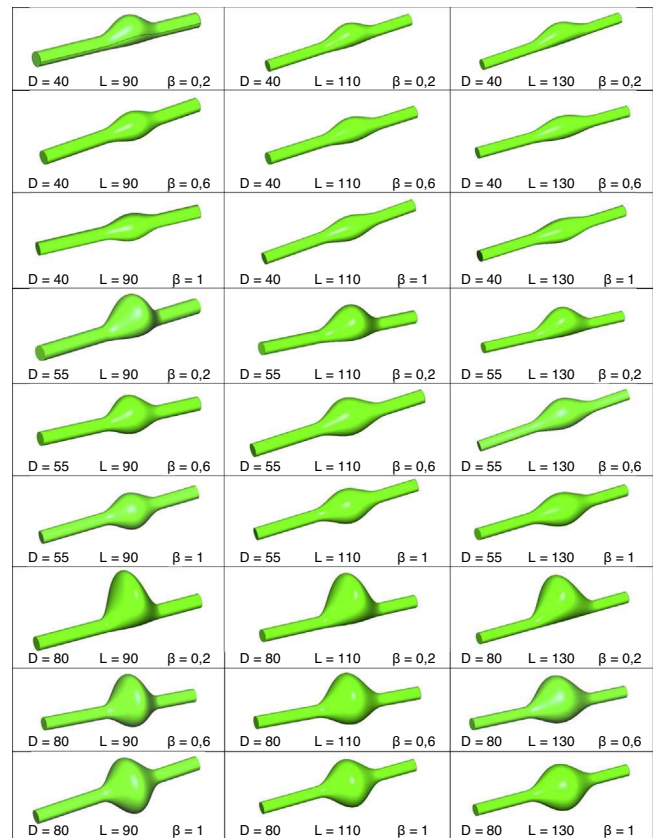 D = 40 L = 90 β = 0,2 D = 40 L = 110 β = 0,2 D = 40 L = 130 β = 0,2
D = 40 L = 90 β = 0,6 D = 40 L = 110 β = 0,6 D = 40 L = 130 β = 0,6
D = 40 L = 90 β = 1 D = 40 L = 110 β = 1 D = 40 L = 130 β = 1
D = 55 L = 90 β = 0,2 D = 55 L = 110 β = 0,2 D = 55 L = 130 β = 0,2
D = 55 L = 90 β = 0,6 D = 55 L = 110 β = 0,6 D = 55 L = 130 β = 0,6
D = 55 L = 90 β = 1 D = 55 L = 110 β = 1 D = 55 L = 130 β = 1
D = 80 L = 90 β = 0,2 D = 80 L = 110 β = 0,2 D = 80 L = 130 β = 0,2
D = 80 L = 90 β = 0,6 D = 80 L = 110 β = 0,6 D = 80 L = 130 β = 0,6
D = 80 L = 90 β = 1 D = 80 L = 110 β = 1 D = 80 L = 130 β = 1